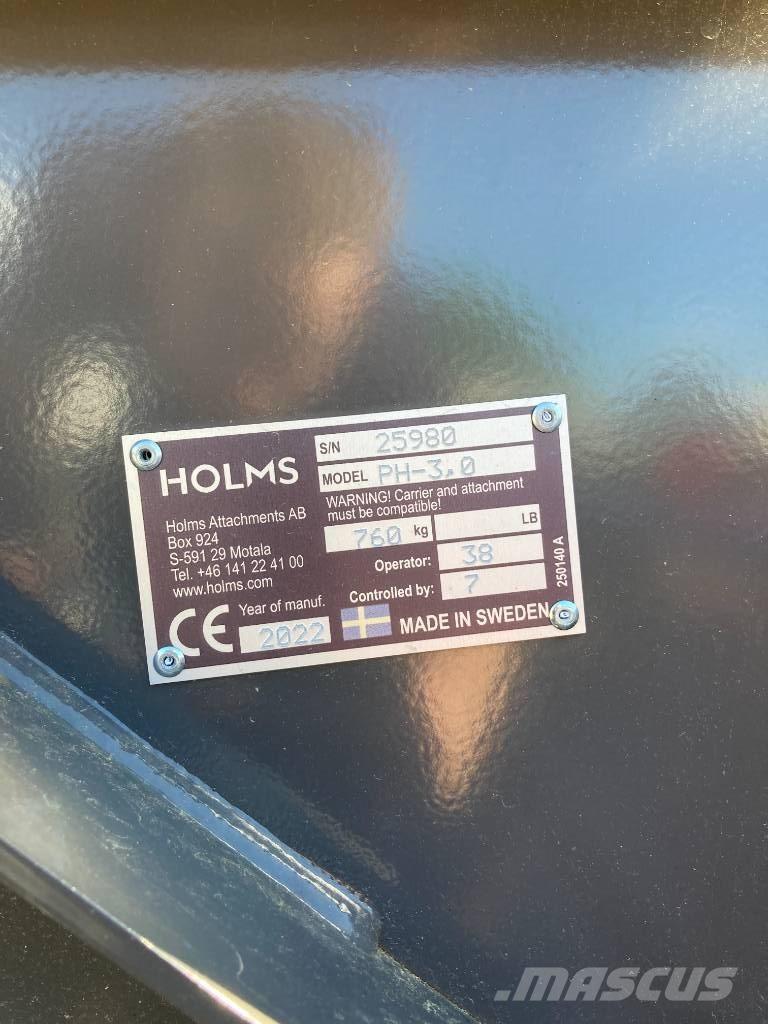 HOLMS
Holms Attachments AB
Box 924
S-591 29 Motala
Tel. +46 141 22 41 00
www.holms.com
CE Year of manuf. 2022
S/N 25980
MODEL PH-3.0
WARNING! Carrier and attachment
must be compatible!
760 kg LB
Operator: 38
Controlled by: 7
MADE IN SWEDEN
250140 A
MASCUS